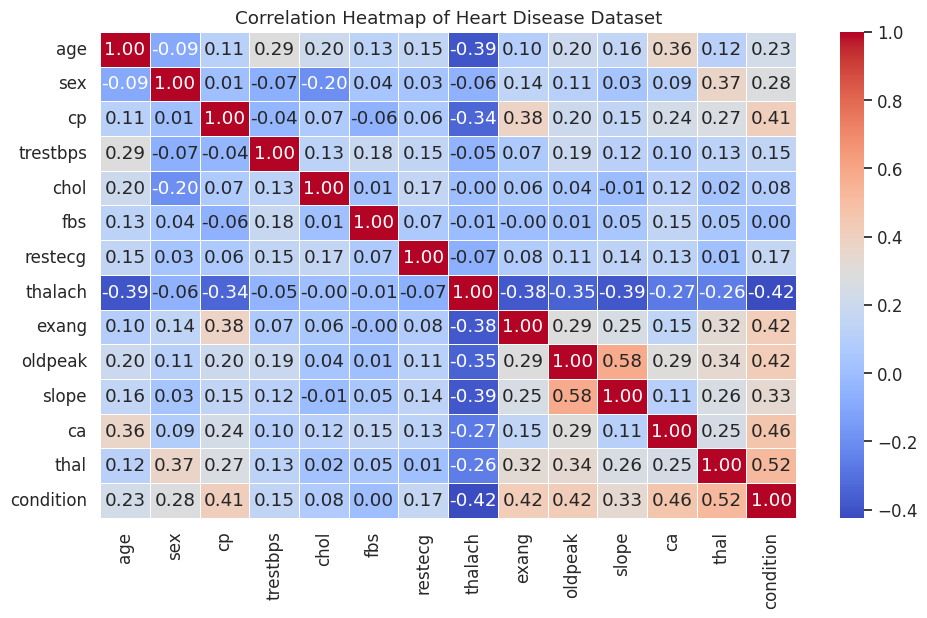 Correlation Heatmap of Heart Disease Dataset
age 1.00 -0.09 0.11 0.29 0.20 0.13 0.15 -0.39 0.10 0.20 0.16 0.36 0.12 0.23
sex -0.09 1.00 0.01 -0.07 -0.20 0.04 0.03 -0.06 0.14 0.11 0.03 0.09 0.37 0.28
cp 0.11 0.01 1.00 -0.04 0.07 -0.06 0.06 -0.34 0.38 0.20 0.15 0.24 0.27 0.41
trestbps 0.29 -0.07 -0.04 1.00 0.13 0.18 0.15 -0.05 0.07 0.19 0.12 0.10 0.13 0.15
chol 0.20 -0.20 0.07 0.13 1.00 0.01 0.17 -0.00 0.06 0.04 -0.01 0.12 0.02 0.08
fbs 0.13 0.04 -0.06 0.18 0.01 1.00 0.07 -0.01 -0.00 0.01 0.05 0.15 0.05 0.00
restecg 0.15 0.03 0.06 0.15 0.17 0.07 1.00 -0.07 0.08 0.11 0.14 0.13 0.01 0.17
thalach -0.39 -0.06 -0.34 -0.05 -0.00 -0.01 -0.07 1.00 -0.38 -0.35 -0.39 -0.27 -0.26 -0.42
exang 0.10 0.14 0.38 0.07 0.06 -0.00 0.08 -0.38 1.00 0.29 0.25 0.15 0.32 0.42
oldpeak 0.20 0.11 0.20 0.19 0.04 0.01 0.11 -0.35 0.29 1.00 0.58 0.29 0.34 0.42
slope 0.16 0.03 0.15 0.12 -0.01 0.05 0.14 -0.39 0.25 0.58 1.00 0.11 0.26 0.33
ca 0.36 0.09 0.24 0.10 0.12 0.15 0.13 -0.27 0.15 0.29 0.11 1.00 0.25 0.46
thal 0.12 0.37 0.27 0.13 0.02 0.05 0.01 -0.26 0.32 0.34 0.26 0.25 1.00 0.52
condition 0.23 0.28 0.41 0.15 0.08 0.00 0.17 -0.42 0.42 0.42 0.33 0.46 0.52 1.00
age sex cp trestbps chol fbs restecg thalach exang oldpeak slope ca thal condition
1.0
0.8
0.6
0.4
0.2
0.0
−0.2
−0.4